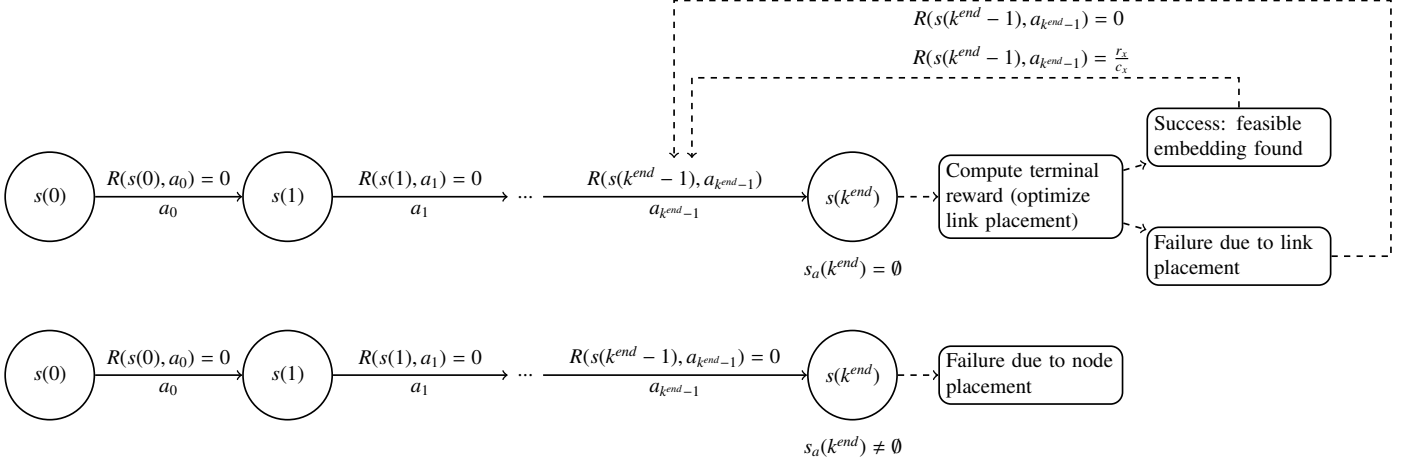 R(s(k^{end} − 1), a_{k^{end}−1}) = 0
R(s(k^{end} − 1), a_{k^{end}−1}) = \frac{r_x}{c_x}
Success: feasible
embedding found
R(s(0), a_0) = 0
R(s(1), a_1) = 0
R(s(k^{end} − 1), a_{k^{end}−1})
Compute terminal
reward (optimize
link placement)
s(0)
s(1)
...
s(k^{end})
a_0
a_1
a_{k^{end}−1}
Failure due to link
placement
s_a(k^{end}) = ∅
R(s(0), a_0) = 0
R(s(1), a_1) = 0
R(s(k^{end} − 1), a_{k^{end}−1}) = 0
Failure due to node
placement
s(0)
s(1)
...
s(k^{end})
a_0
a_1
a_{k^{end}−1}
s_a(k^{end}) ≠ ∅